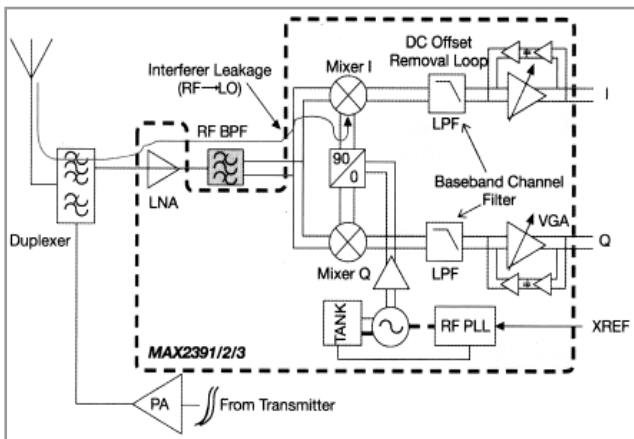 DC Offset
Removal Loop
Mixer I
Interferer Leakage
(RF→LO)
I
RF BPF
LPF
90
0
LNA
Baseband Channel
Filter
Duplexer
VGA
Q
Mixer Q
LPF
TANK
RF PLL
XREF
MAX2391/2/3
PA
From Transmitter